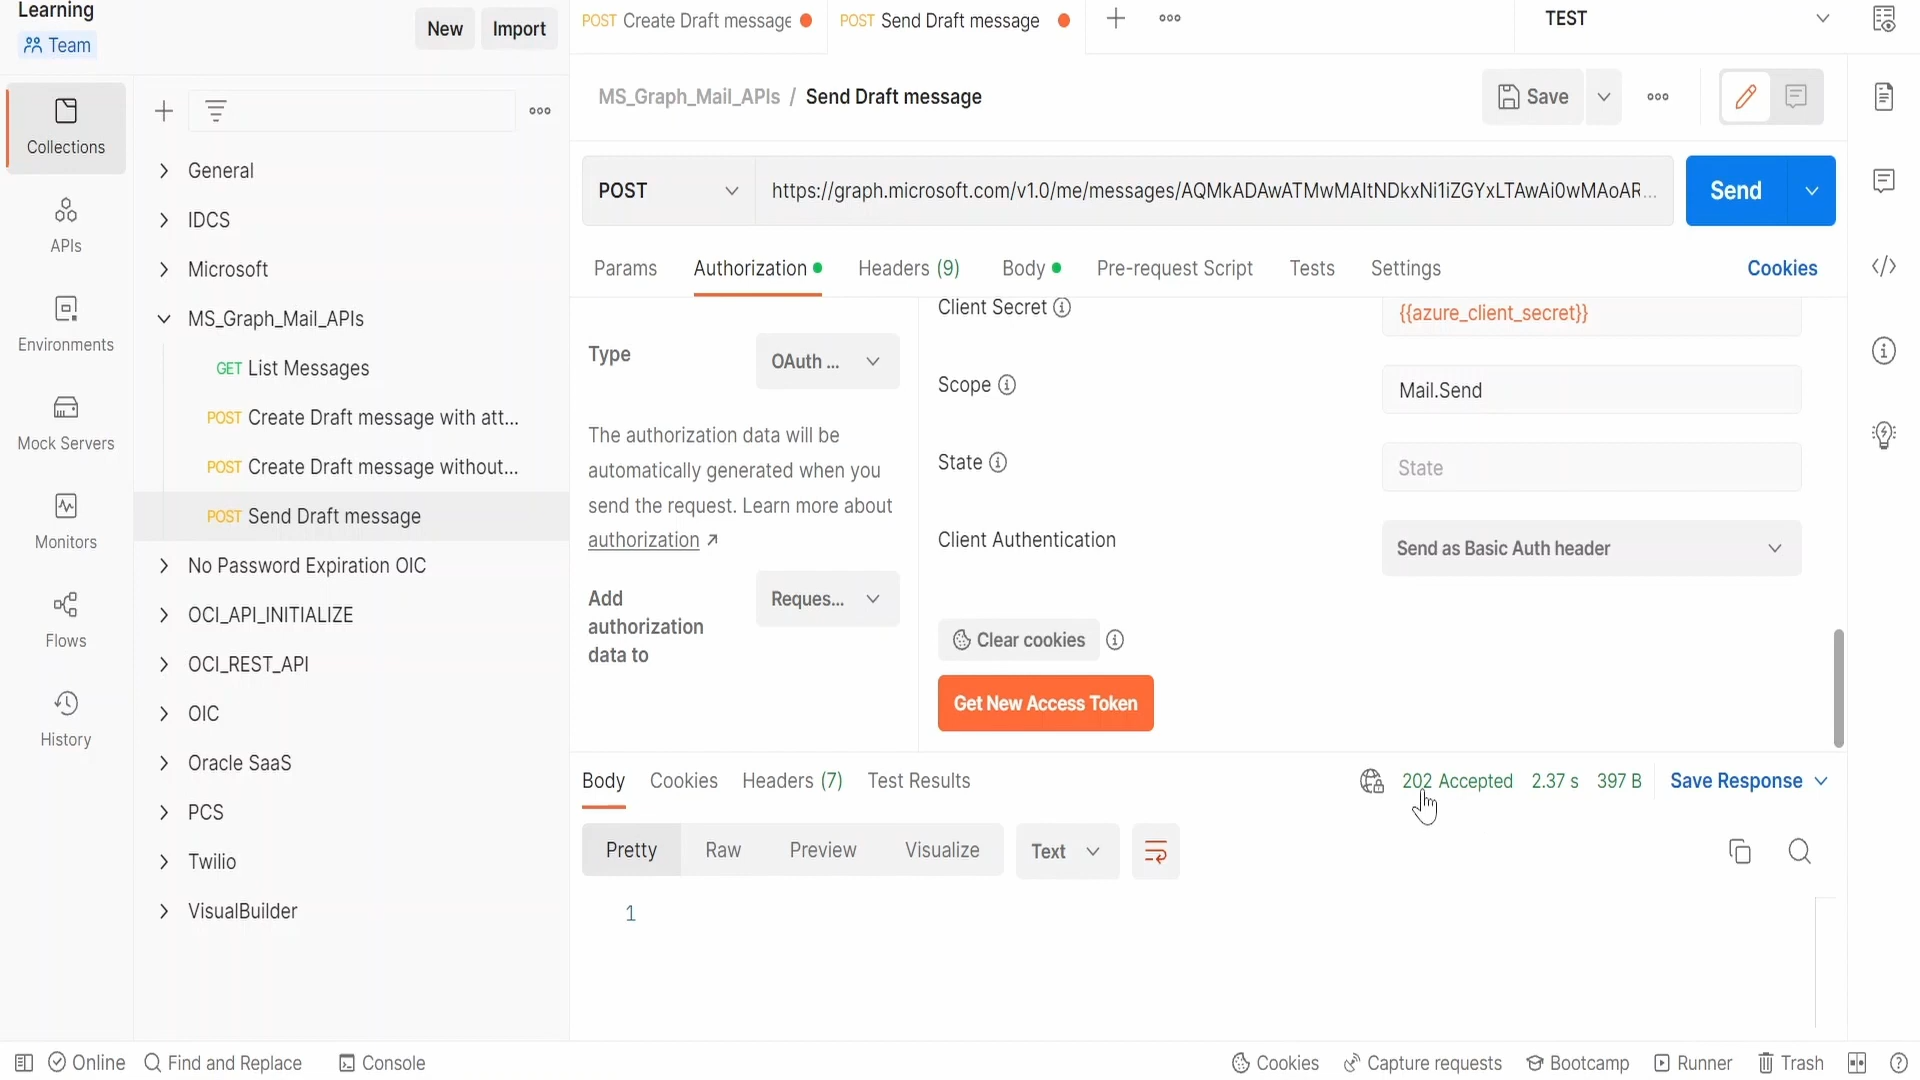 Learning
Team
New
Import
POST Create Draft message
POST Send Draft message
TEST
MS_Graph_Mail_APIs / Send Draft message
Save
Collections
APIs
Environments
Mock Servers
Monitors
Flows
History
General
IDCS
Microsoft
MS_Graph_Mail_APIs
GET List Messages
POST Create Draft message with att...
POST Create Draft message without...
POST Send Draft message
No Password Expiration OIC
OCI_API_INITIALIZE
OCI_REST_API
OIC
Oracle SaaS
PCS
Twilio
VisualBuilder
POST
https://graph.microsoft.com/v1.0/me/messages/AQMkADAwATMwMAItNDkxNi1iZGYxLTAwAi0wMAoAR...
Send
Params
Authorization
Headers (9)
Body
Pre-request Script
Tests
Settings
Cookies
Type
OAuth ...
The authorization data will be
automatically generated when you
send the request. Learn more about
authorization ↗
Add
authorization
data to
Reques...
Client Secret
{{azure_client_secret}}
Scope
Mail.Send
State
State
Client Authentication
Send as Basic Auth header
Clear cookies
Get New Access Token
Body
Cookies
Headers (7)
Test Results
202 Accepted
2.37 s
397 B
Save Response
Pretty
Raw
Preview
Visualize
Text
1
Online
Find and Replace
Console
Cookies
Capture requests
Bootcamp
Runner
Trash